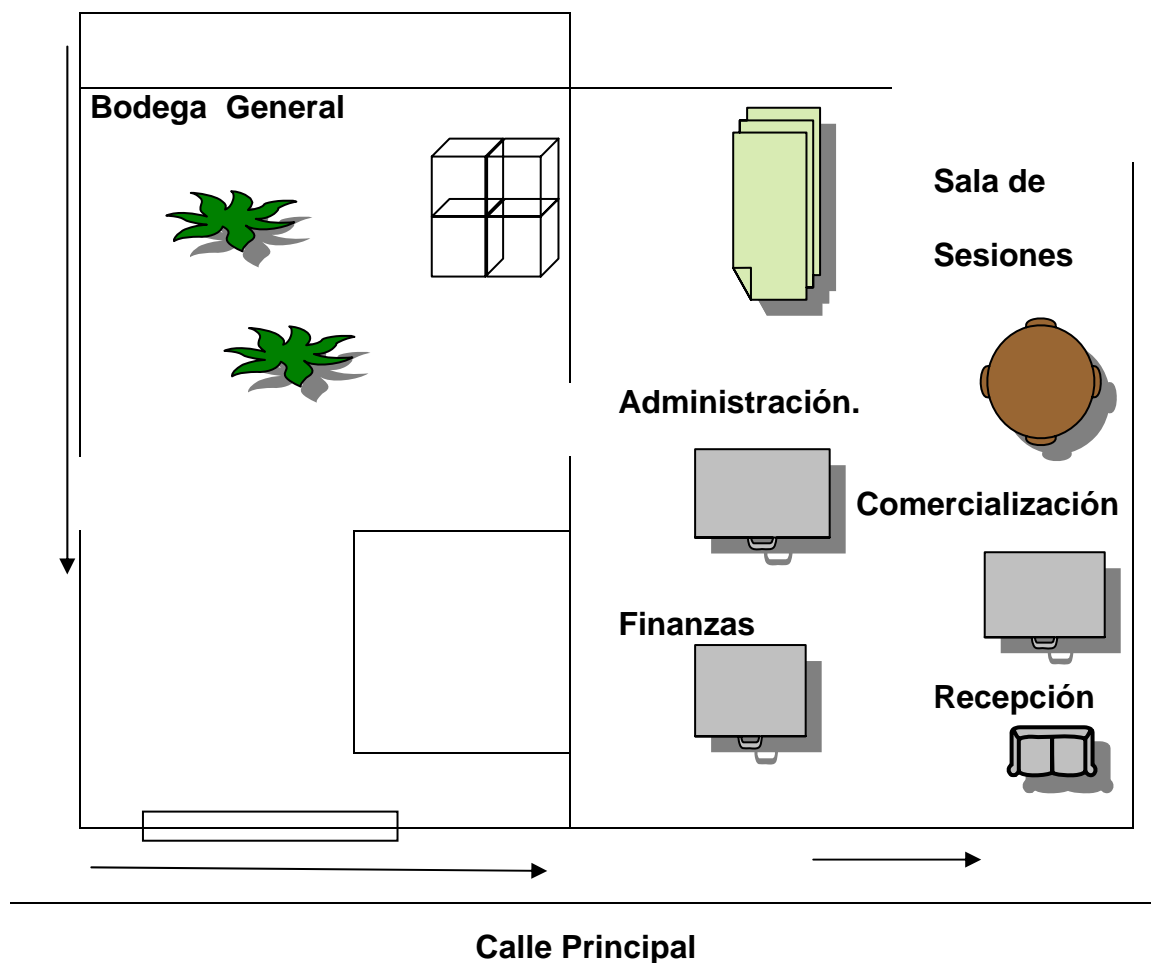 Bodega  General
Sala de
Sesiones
Administración.
Comercialización
Finanzas
Recepción
Calle Principal